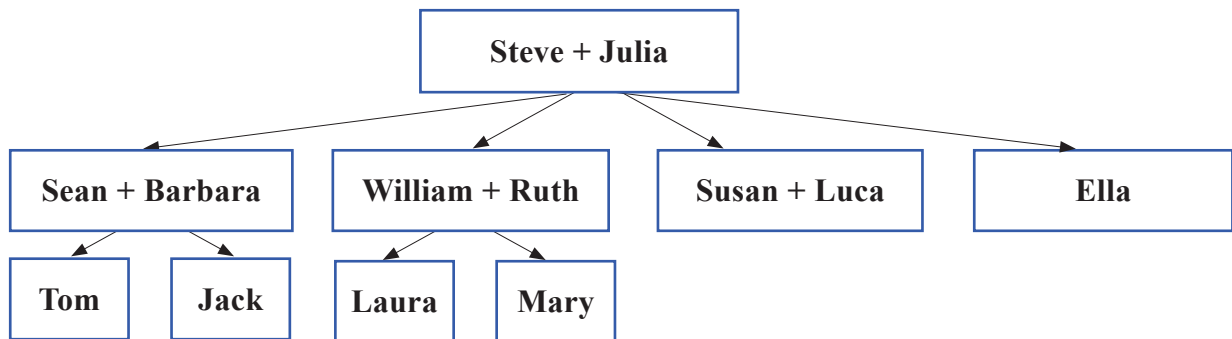 Steve + Julia
Sean + Barbara
William + Ruth
Susan + Luca
Ella
Tom
Jack
Laura
Mary